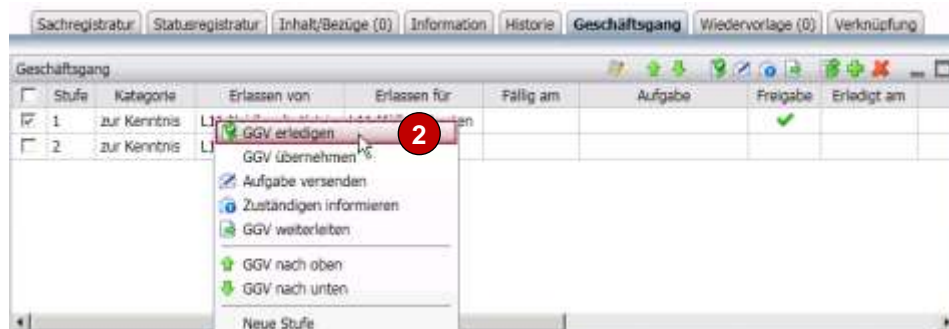 Sachregistratur Statusregistratur Inhalt/Bezüge (0) Information Historie Geschäftsgang Wiedervorlage (0) Verknüpfung
Geschäftsgang
Stufe Kategorie Erlassen von Erlassen für Fällig am Aufgabe Freigabe Erledigt am
1 zur Kenntnis
GGV erledigen
2
2 zur Kenntnis
GGV übernehmen
Aufgabe versenden
Zuständigen informieren
GGV weiterleiten
GGV nach oben
GGV nach unten
Neue Stufe